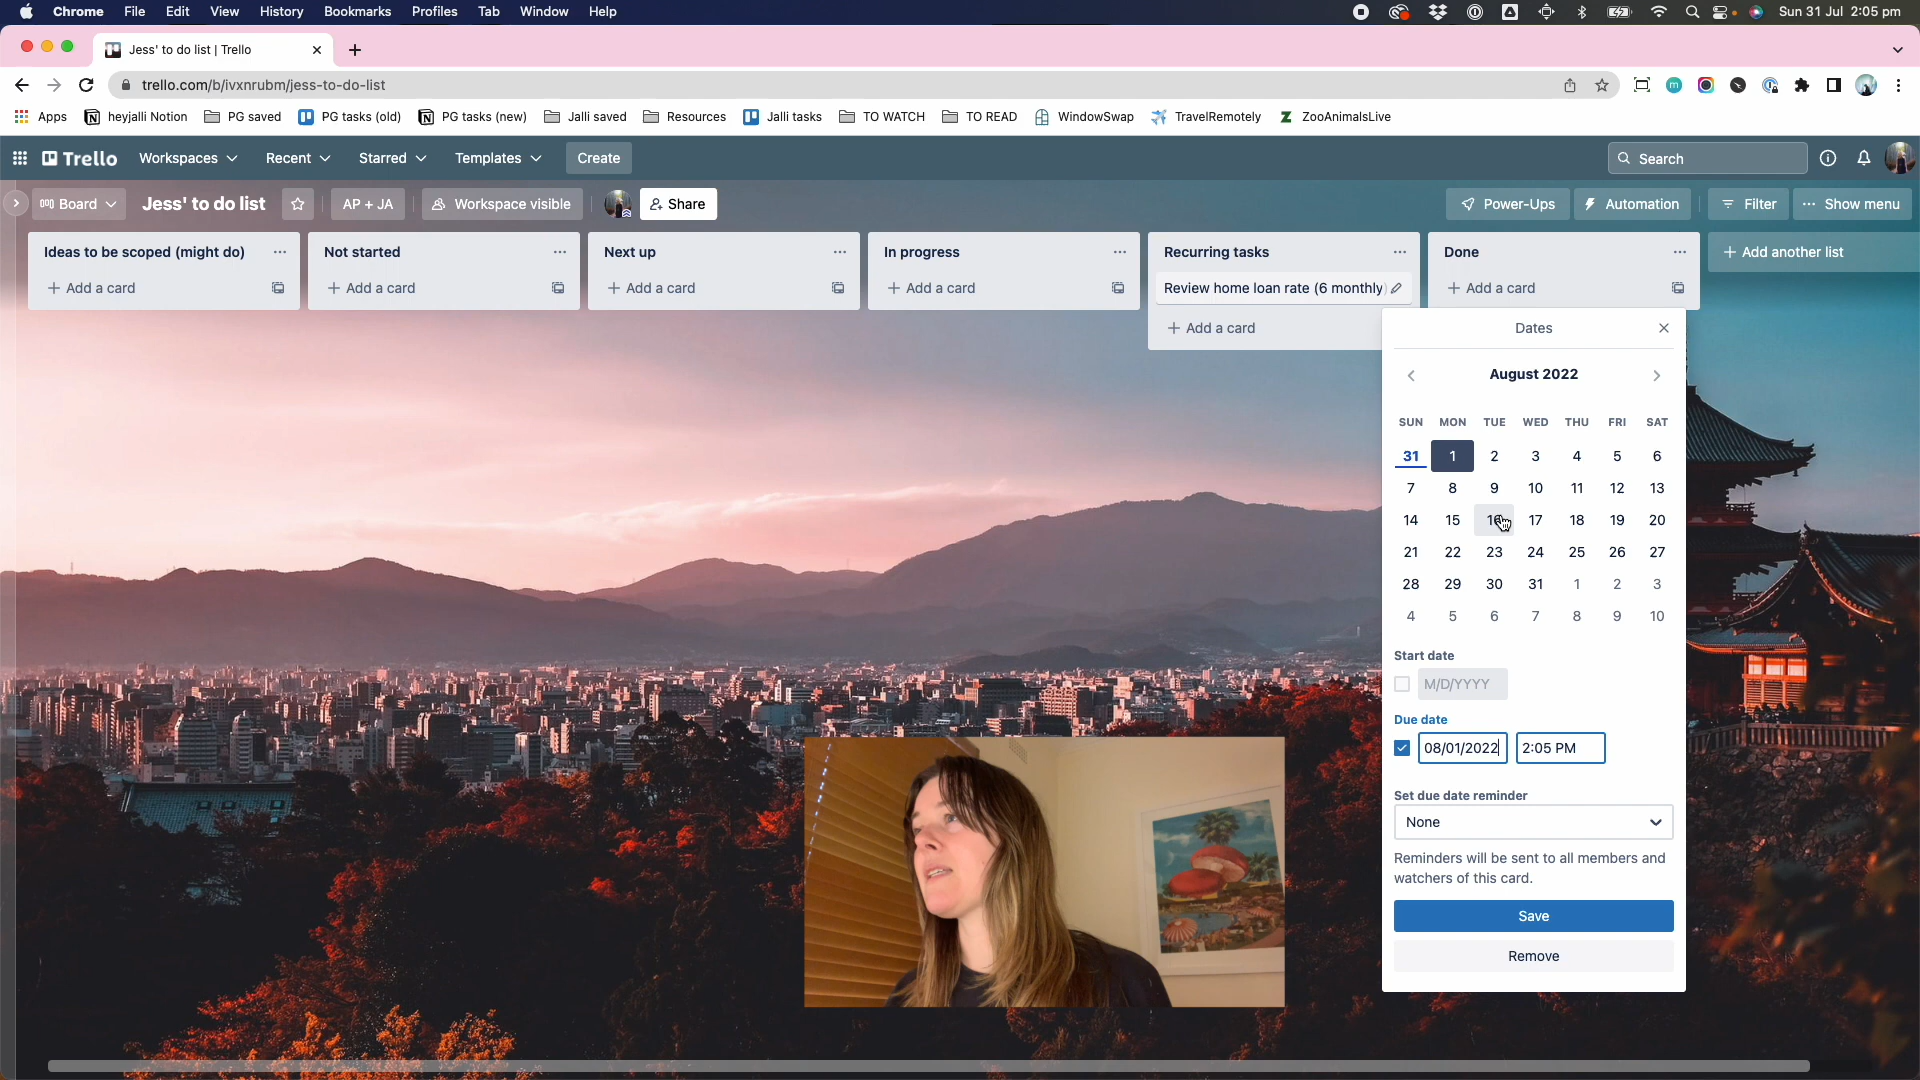 Chrome File Edit View History Bookmarks Profiles Tab Window Help Sun 31 Jul 2:05 pm
Jess' to do list | Trello
trello.com/b/ivxnrubm/jess-to-do-list
Apps heyjalli Notion PG saved PG tasks (old) PG tasks (new) Jalli saved Resources Jalli tasks TO WATCH TO READ WindowSwap TravelRemotely ZooAnimalsLive
Trello Workspaces Recent Starred Templates Create Search
Board Jess' to do list AP + JA Workspace visible Share Power-Ups Automation Filter Show menu
Ideas to be scoped (might do) Not started Next up In progress Recurring tasks Done Add another list
Add a card Add a card Add a card Add a card Review home loan rate (6 monthly Add a card
Add a card
Dates
August 2022
SUN MON TUE WED THU FRI SAT
31 1 2 3 4 5 6
7 8 9 10 11 12 13
14 15 16 17 18 19 20
21 22 23 24 25 26 27
28 29 30 31 1 2 3
4 5 6 7 8 9 10
Start date
M/D/YYYY
Due date
08/01/2022 2:05 PM
Set due date reminder
None
Reminders will be sent to all members and
watchers of this card.
Save
Remove